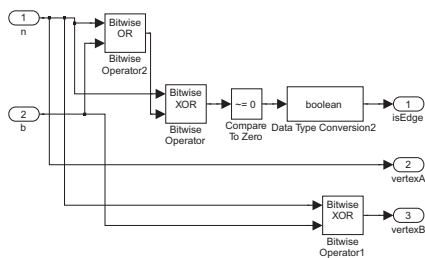 1
n
Bitwise
OR
Bitwise
Operator2
2
b
Bitwise
XOR
Bitwise
Operator
~= 0
Compare
To Zero
boolean
Data Type Conversion2
1
isEdge
2
vertexA
Bitwise
XOR
Bitwise
Operator1
3
vertexB